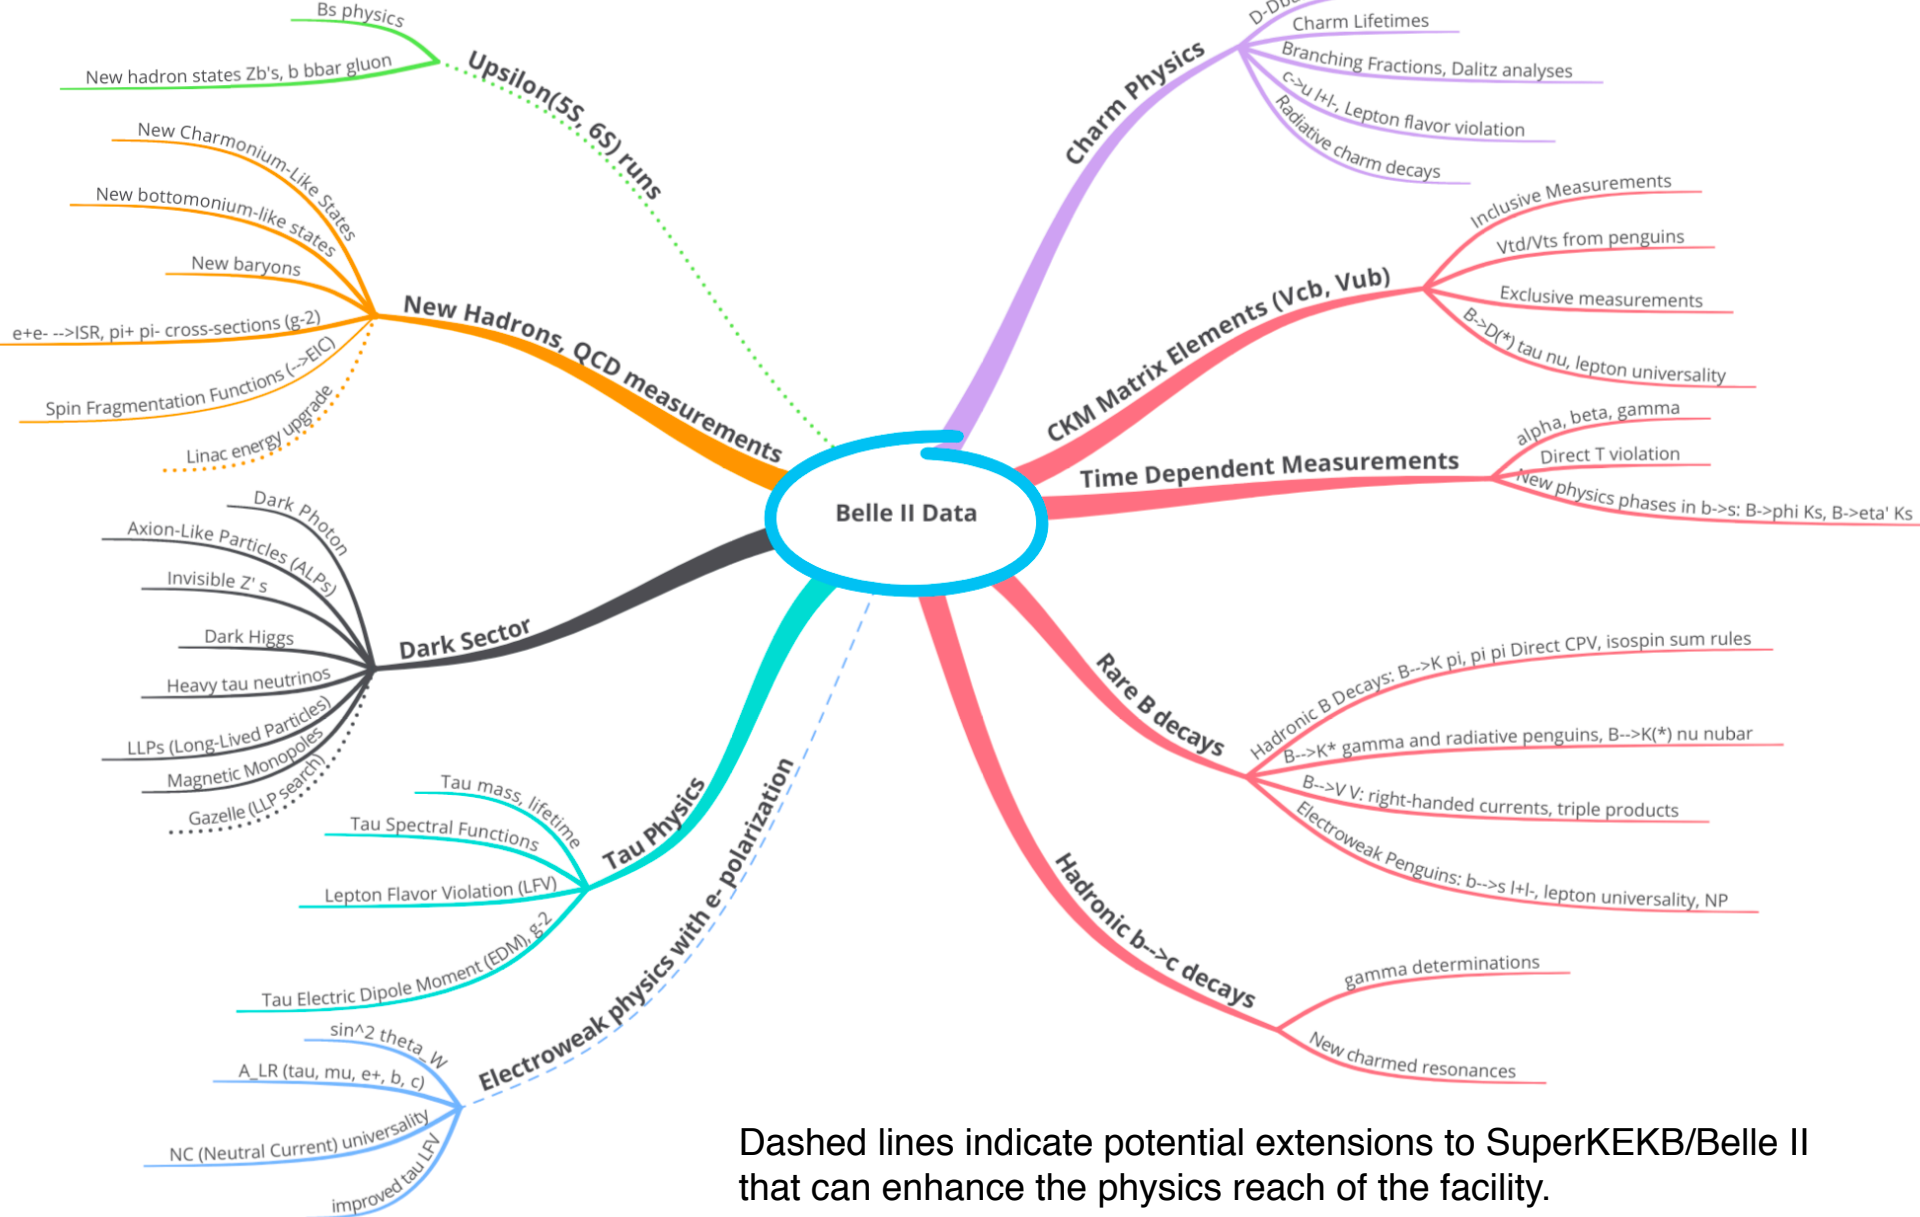 Belle II Data
Upsilon(5S, 6S) runs
Bs physics
New hadron states Zb's, b bbar gluon
New Hadrons, QCD measurements
New Charmonium-Like States
New bottomonium-like states
New baryons
e+e- -->ISR, pi+ pi- cross-sections (g-2)
Spin Fragmentation Functions (-->EIC)
Linac energy upgrade
Dark Sector
Dark Photon
Axion-Like Particles (ALPs)
Invisible Z' s
Dark Higgs
Heavy tau neutrinos
LLPs (Long-Lived Particles)
Magnetic Monopoles
Gazelle (LLP search)
Tau Physics
Tau mass, lifetime
Tau Spectral Functions
Lepton Flavor Violation (LFV)
Tau Electric Dipole Moment (EDM), g-2
Electroweak physics with e- polarization
sin^2 theta_W
A_LR (tau, mu, e+, b, c)
NC (Neutral Current) universality
improved tau LFV
Charm Physics
Charm Lifetimes
Branching Fractions, Dalitz analyses
c->u l+l-, Lepton flavor violation
Radiative charm decays
CKM Matrix Elements (Vcb, Vub)
Inclusive Measurements
Vtd/Vts from penguins
Exclusive measurements
B->D(*) tau nu, lepton universality
Time Dependent Measurements
alpha, beta, gamma
Direct T violation
New physics phases in b->s: B->phi Ks, B->eta' Ks
Rare B decays
Hadronic B Decays: B-->K pi, pi pi Direct CPV, isospin sum rules
B-->K* gamma and radiative penguins, B-->K(*) nu nubar
B-->V V: right-handed currents, triple products
Electroweak Penguins: b-->s l+l-, lepton universality, NP
Hadronic b-->c decays
gamma determinations
New charmed resonances
Dashed lines indicate potential extensions to SuperKEKB/Belle II
that can enhance the physics reach of the facility.